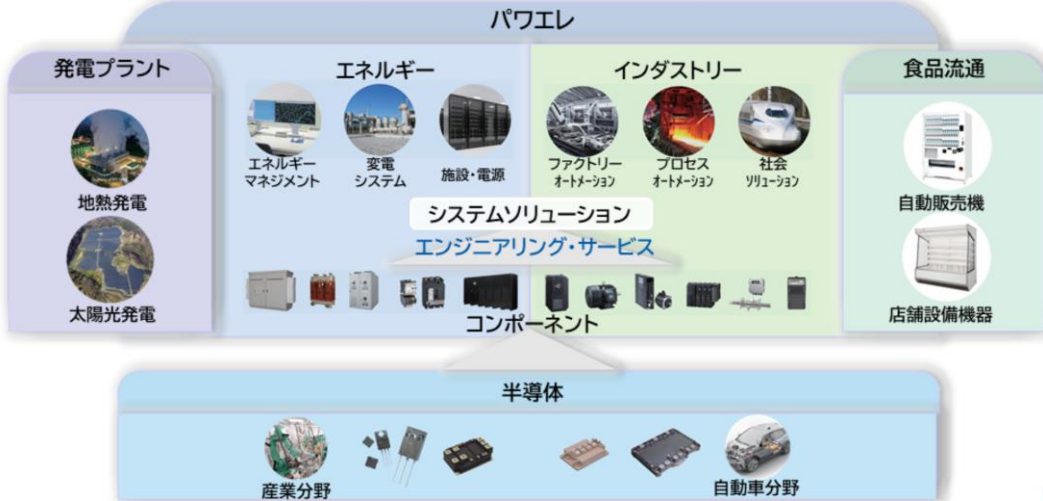 パワエレ
発電プラント
地熱発電
太陽光発電
エネルギー
エネルギー
マネジメント
変電
システム
施設・電源
インダストリー
ファクトリー
オートメーション
プロセス
オートメーション
社会
ソリューション
システムソリューション
エンジニアリング・サービス
コンポーネント
食品流通
自動販売機
店舗設備機器
半導体
産業分野
自動車分野